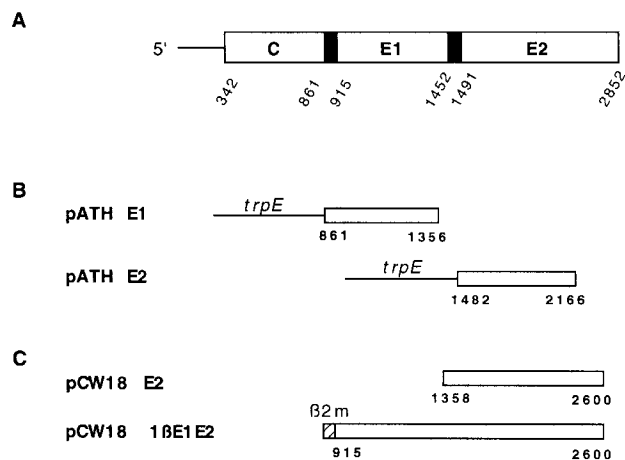 A
5' C E1 E2
342 861 915 1452 1491 2852
B
pATH E1 trpE
861 1356
pATH E2 trpE
1482 2166
C
pCW18 E2
1358 2600
ß2m
pCW18 1ßE1E2
915 2600